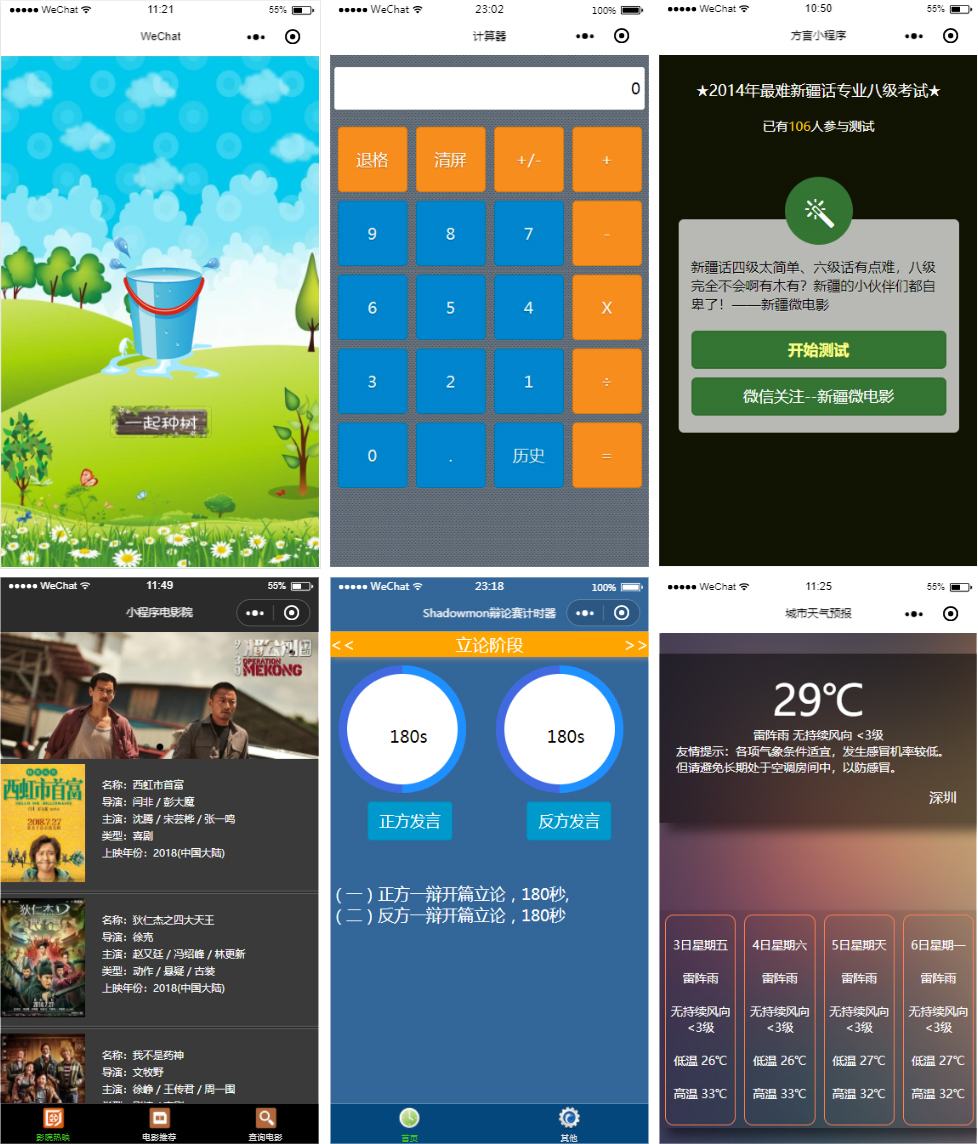 ●●●●● WeChat 11:21 55%
WeChat
一起种树
●●●●● WeChat 23:02 100%
计算器
0
退格 清屏 +/- +
9 8 7 -
6 5 4 X
3 2 1 ÷
0 . 历史 =
●●●●● WeChat 10:50 55%
方言小程序
★2014年最难新疆话专业八级考试★
已有106人参与测试
新疆话四级太简单、六级话有点难，八级
完全不会啊有木有？新疆的小伙伴们都自
卑了！——新疆微电影
开始测试
微信关注--新疆微电影
●●●●● WeChat 11:49 55%
小程序电影院
OPERATION
MEKONG
西虹市首富
2018.7.27
名称：西虹市首富
导演：闫非 / 彭大魔
主演：沈腾 / 宋芸桦 / 张一鸣
类型：喜剧
上映年份：2018(中国大陆)
狄仁杰
名称：狄仁杰之四大天王
导演：徐克
主演：赵又廷 / 冯绍峰 / 林更新
类型：动作 / 悬疑 / 古装
上映年份：2018(中国大陆)
名称：我不是药神
导演：文牧野
主演：徐峥 / 王传君 / 周一围
影院热映 电影推荐 查询电影
●●●●● WeChat 23:18 100%
Shadowmon辩论赛计时器
<< 立论阶段 >>
180s 180s
正方发言 反方发言
(一)正方一辩开篇立论，180秒,
(二)反方一辩开篇立论，180秒
首页 其他
●●●●● WeChat 11:25 55%
城市天气预报
29℃
雷阵雨 无持续风向 <3级
友情提示：各项气象条件适宜，发生感冒机率较低。
但请避免长期处于空调房间中，以防感冒。
深圳
3日星期五 4日星期六 5日星期天 6日星期一
雷阵雨 雷阵雨 雷阵雨 雷阵雨
无持续风向 无持续风向 无持续风向 无持续风向
<3级 <3级 <3级 <3级
低温 26℃ 低温 26℃ 低温 27℃ 低温 27℃
高温 33℃ 高温 33℃ 高温 32℃ 高温 32℃